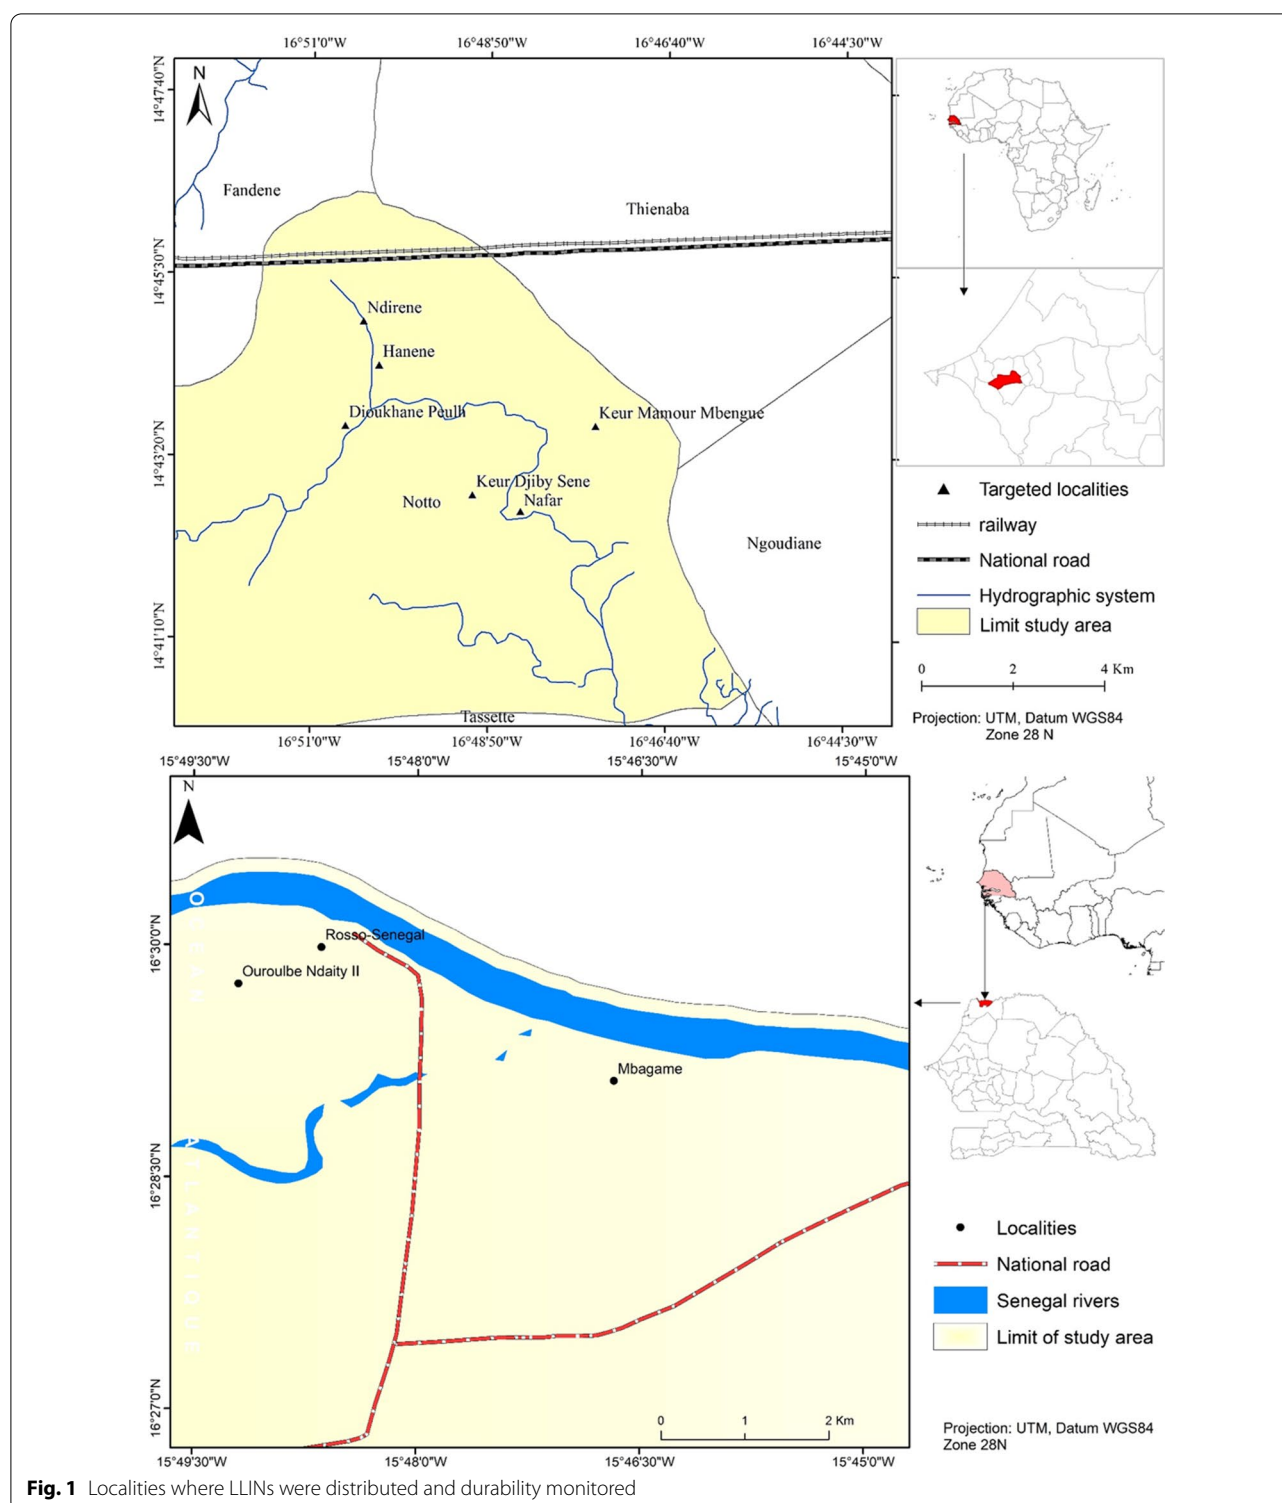 16°51'0"W 16°48'50"W 16°46'40"W 16°44'30"W
14°47'40"N
N
Fandene
Thienaba
14°45'30"N
Ndirene
Hanene
Dioukhane Peulh
Keur Mamour Mbengue
14°43'20"N
Keur Djiby Sene
Notto
Nafar
Ngoudiane
14°41'10"N
Tassette
16°51'0"W 16°48'50"W 16°46'40"W 16°44'30"W
Targeted localities
railway
National road
Hydrographic system
Limit study area
0 2 4 Km
Projection: UTM, Datum WGS84
Zone 28 N
15°49'30"W 15°48'0"W 15°46'30"W 15°45'0"W
N
OCEAN ATLANTIQUE
16°30'0"N
Rosso-Senegal
Ouroulbe Ndaity II
Mbagame
16°28'30"N
16°27'0"N
0 1 2 Km
15°49'30"W 15°48'0"W 15°46'30"W 15°45'0"W
Localities
National road
Senegal rivers
Limit of study area
Projection: UTM, Datum WGS84
Zone 28N
Fig. 1 Localities where LLINs were distributed and durability monitored